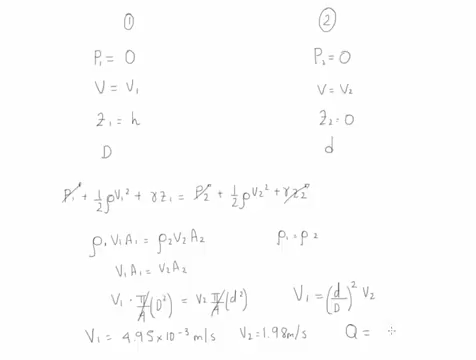 ① ②
P₁ = 0 P₂ = 0
V = V₁ V = V₂
Z₁ = h Z₂ = 0
D d
P₁ + ½ρV₁² + γZ₁ = P₂ + ½ρV₂² + γZ₂
ρ₁V₁A₁ = ρ₂V₂A₂ ρ₁ = ρ₂
V₁A₁ = V₂A₂
V₁ · π/4 (D²) = V₂ π/4 (d²) V₁ = (d/D)² V₂
V₁ = 4.95 × 10⁻³ m/s V₂ = 1.98 m/s Q =